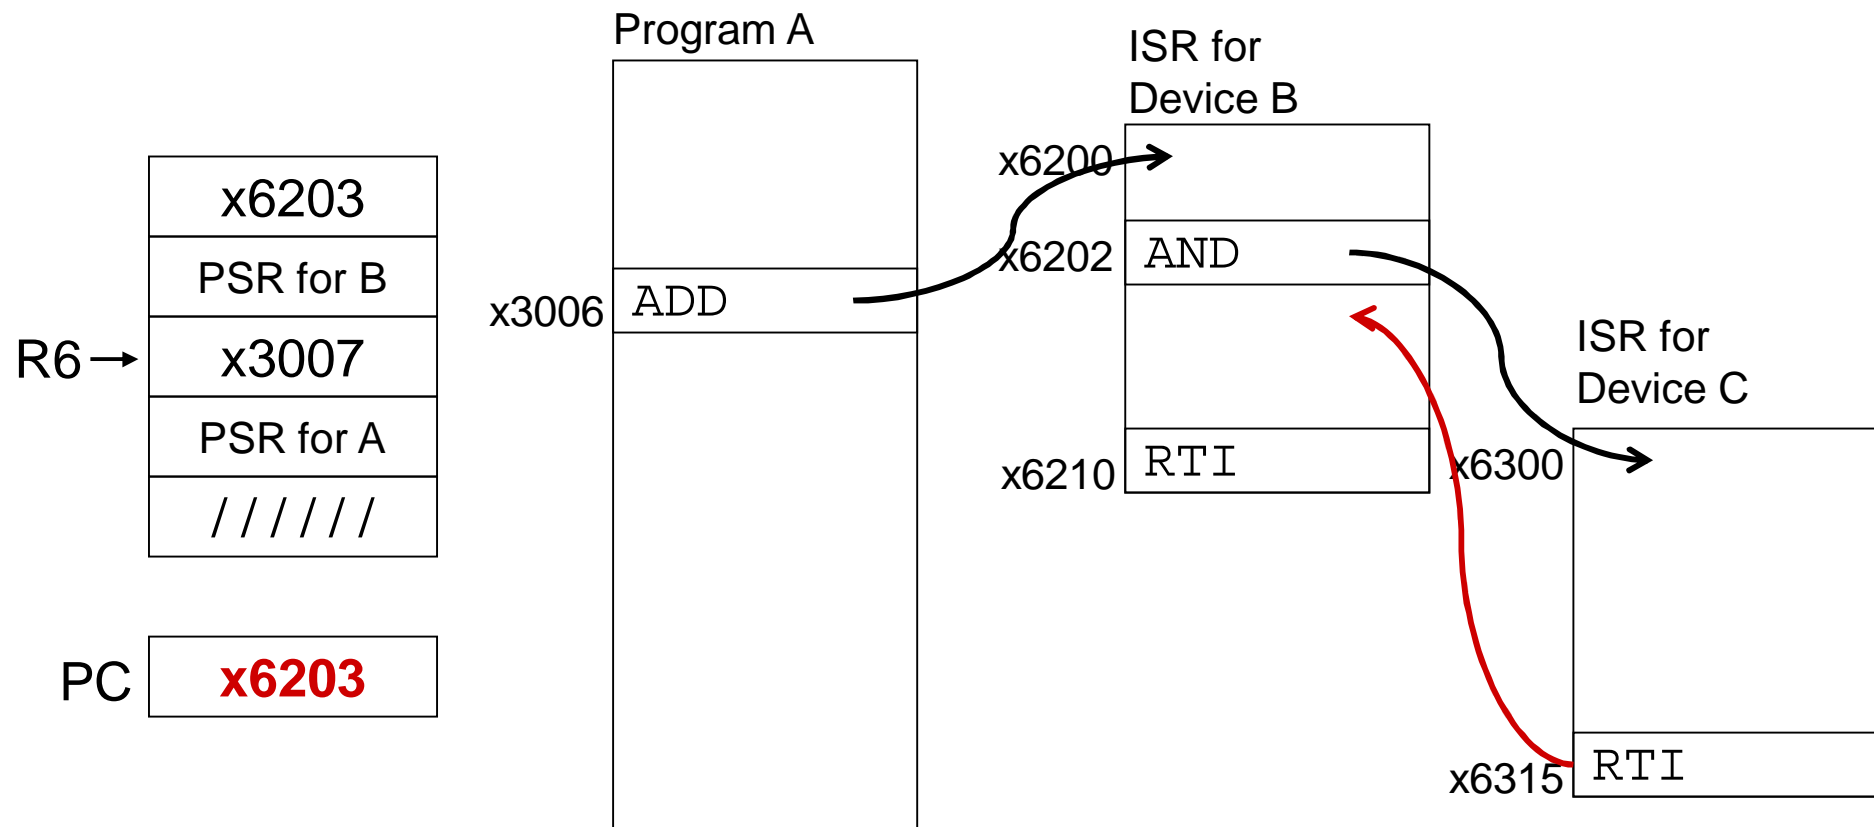 Program A
ISR for
Device B
x6200
x6203
x6202 AND
PSR for B
x3006 ADD
R6 x3007
ISR for
Device C
PSR for A
x6210 RTI
x6300
//////
PC x6203
x6315 RTI